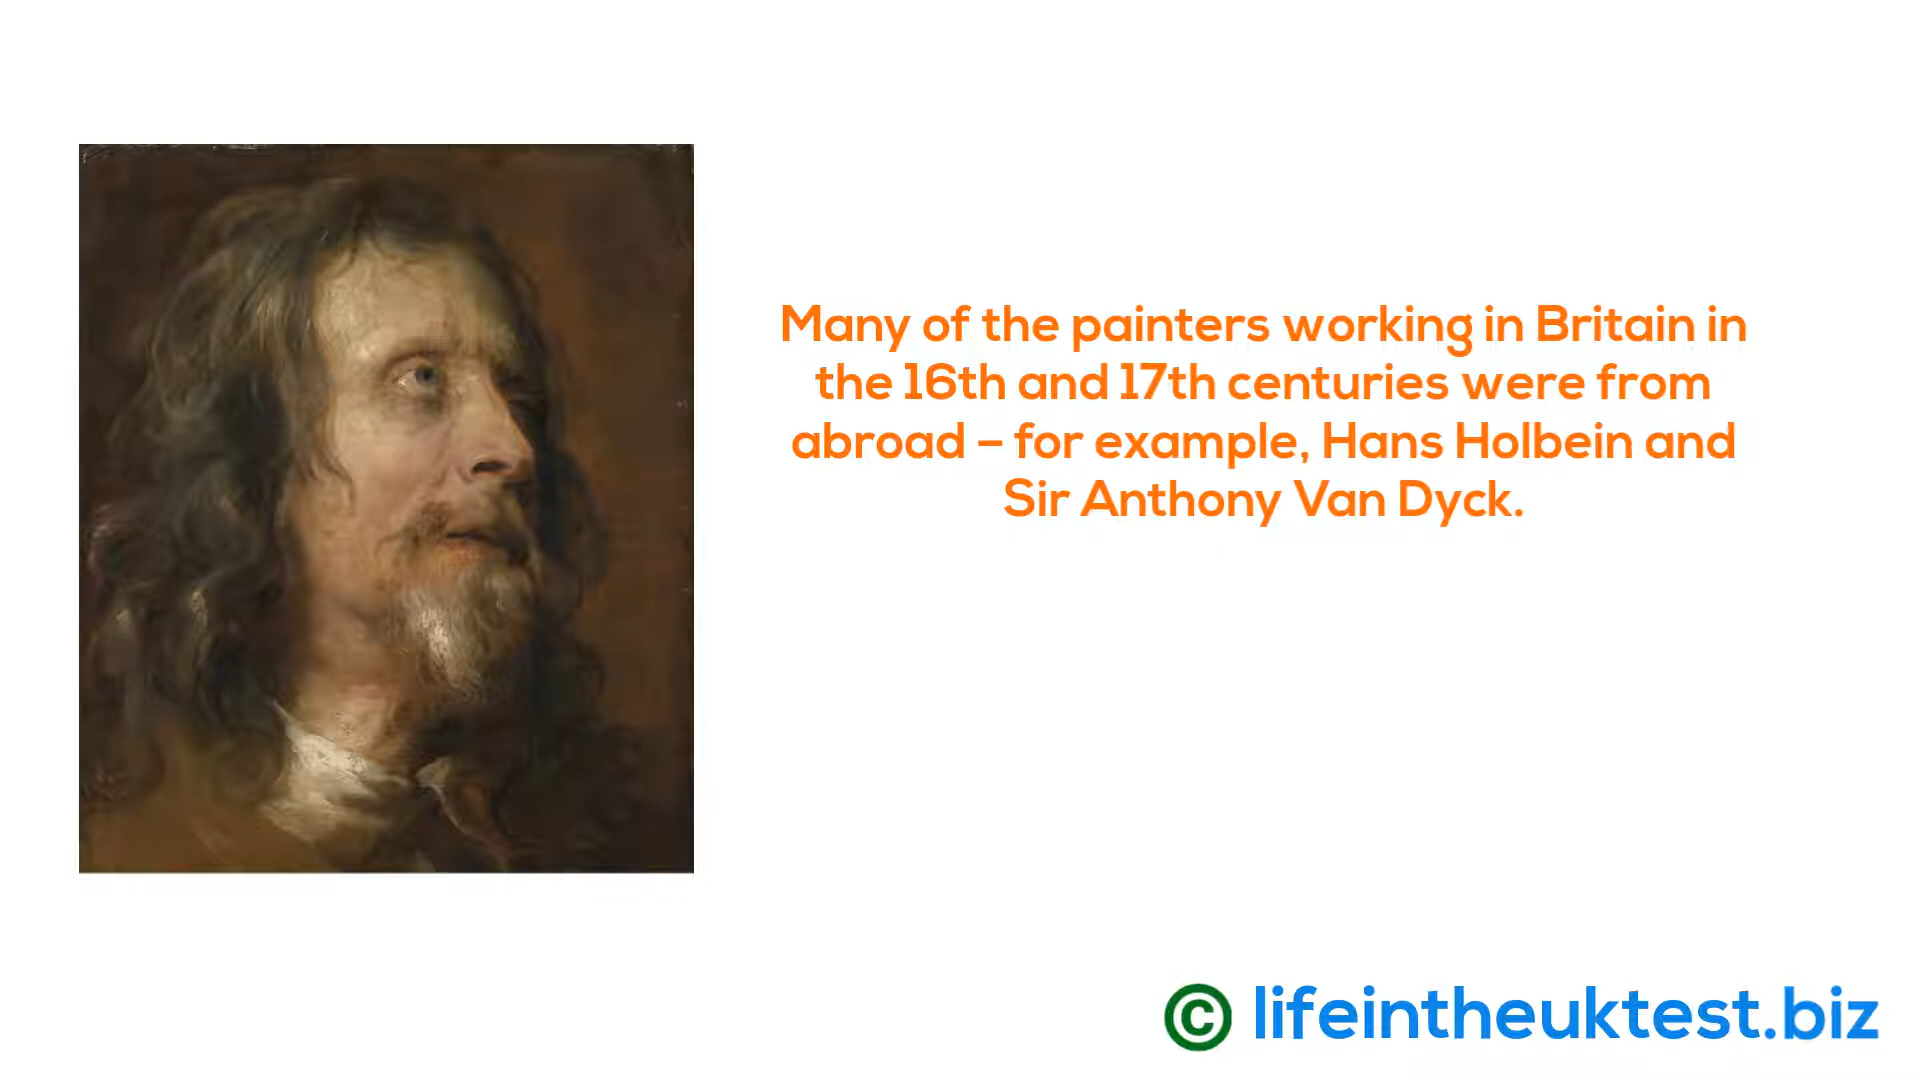 Many of the painters working in Britain in
the 16th and 17th centuries were from
abroad – for example, Hans Holbein and
Sir Anthony Van Dyck.
© lifeintheuktest.biz